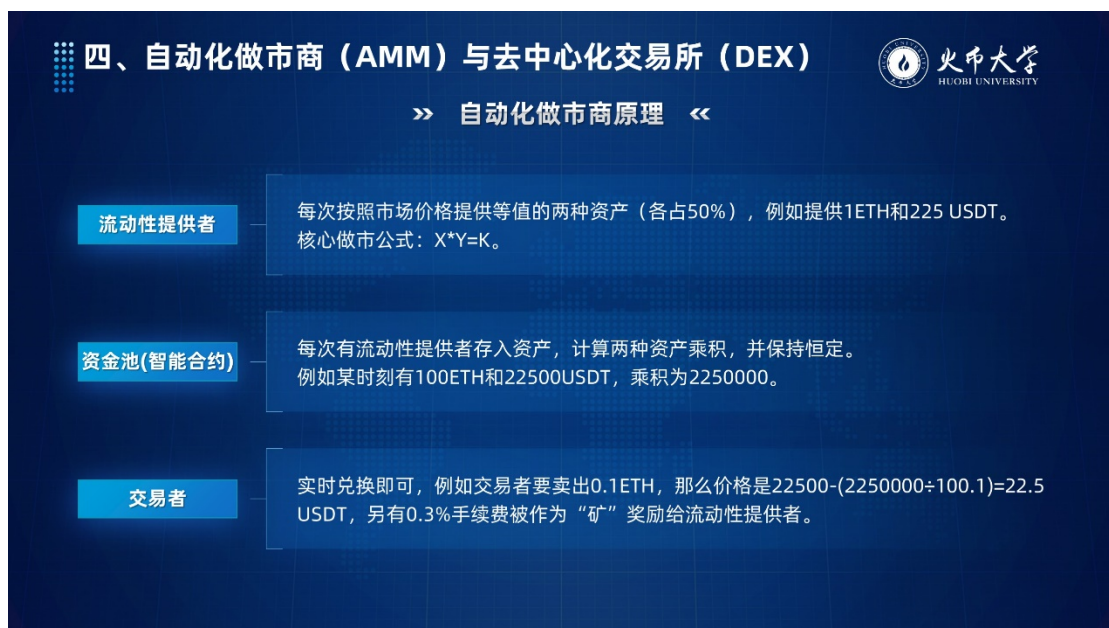 四、自动化做市商（AMM）与去中心化交易所（DEX）
火币大学
HUOBI UNIVERSITY
» 自动化做市商原理 «
流动性提供者
每次按照市场价格提供等值的两种资产（各占50%），例如提供1ETH和225 USDT。
核心做市公式：X*Y=K。
资金池(智能合约)
每次有流动性提供者存入资产，计算两种资产乘积，并保持恒定。
例如某时刻有100ETH和22500USDT，乘积为2250000。
交易者
实时兑换即可，例如交易者要卖出0.1ETH，那么价格是22500-(2250000÷100.1)=22.5
USDT，另有0.3%手续费被作为“矿”奖励给流动性提供者。